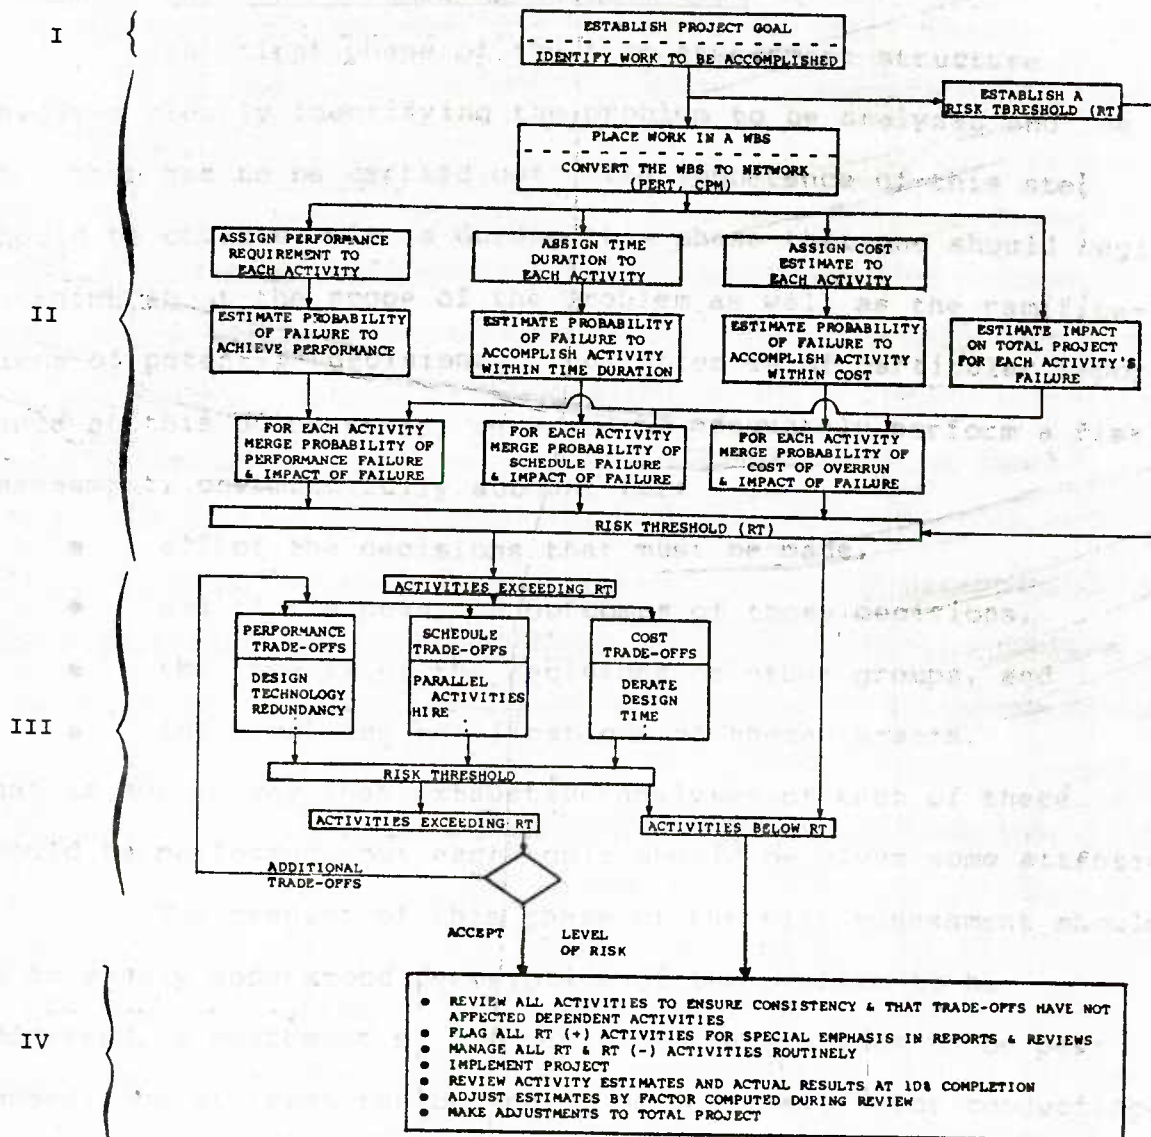 I
ESTABLISH PROJECT GOAL
IDENTIFY WORK TO BE ACCOMPLISHED
ESTABLISH A
RISK TBRESHOLD (RT)
II
PLACE WORK IN A WBS
CONVERT THE WBS TO NETWORK
(PERT, CPM)
ASSIGN PERFORMANCE
REQUIREMENT TO
EACH ACTIVITY
ASSIGN TIME
DURATION TO
EACH ACTIVITY
ASSIGN COST
ESTIMATE TO
EACH ACTIVITY
ESTIMATE PROBABILITY
OF FAILURE TO
ACHIEVE PERFORMANCE
ESTIMATE PROBABILITY
OF FAILURE TO
ACCOMPLISH ACTIVITY
WITHIN TIME DURATION
ESTIMATE PROBABILITY
OF FAILURE TO
ACCOMPLISH ACTIVITY
WITHIN COST
ESTIMATE IMPACT
ON TOTAL PROJECT
FOR EACH ACTIVITY'S
FAILURE
FOR EACH ACTIVITY
MERGE PROBABILITY OF
PERFORMANCE FAILURE
& IMPACT OF FAILURE
FOR EACH ACTIVITY
MERGE PROBABILITY OF
SCHEDULE FAILURE
& IMPACT OF FAILURE
FOR EACH ACTIVITY
MERGE PROBABILITY OF
COST OF OVERRUN
& IMPACT OF FAILURE
RISK THRESHOLD (RT)
III
ACTIVITIES EXCEEDING RT
PERFORMANCE
TRADE-OFFS
DESIGN
TECHNOLOGY
REDUNDANCY
SCHEDULE
TRADE-OFFS
PARALLEL
ACTIVITIES
HIRE
COST
TRADE-OFFS
DERATE
DESIGN
TIME
RISK THRESHOLD
ACTIVITIES EXCEEDING RT
ACTIVITIES BELOW RT
ADDITIONAL
TRADE-OFFS
ACCEPT LEVEL
OF RISK
IV
● REVIEW ALL ACTIVITIES TO ENSURE CONSISTENCY & THAT TRADE-OFFS HAVE NOT
AFFECTED DEPENDENT ACTIVITIES
● FLAG ALL RT (+) ACTIVITIES FOR SPECIAL EMPHASIS IN REPORTS & REVIEWS
● MANAGE ALL RT & RT (-) ACTIVITIES ROUTINELY
● IMPLEMENT PROJECT
● REVIEW ACTIVITY ESTIMATES AND ACTUAL RESULTS AT 10% COMPLETION
● ADJUST ESTIMATES BY FACTOR COMPUTED DURING REVIEW
● MAKE ADJUSTMENTS TO TOTAL PROJECT